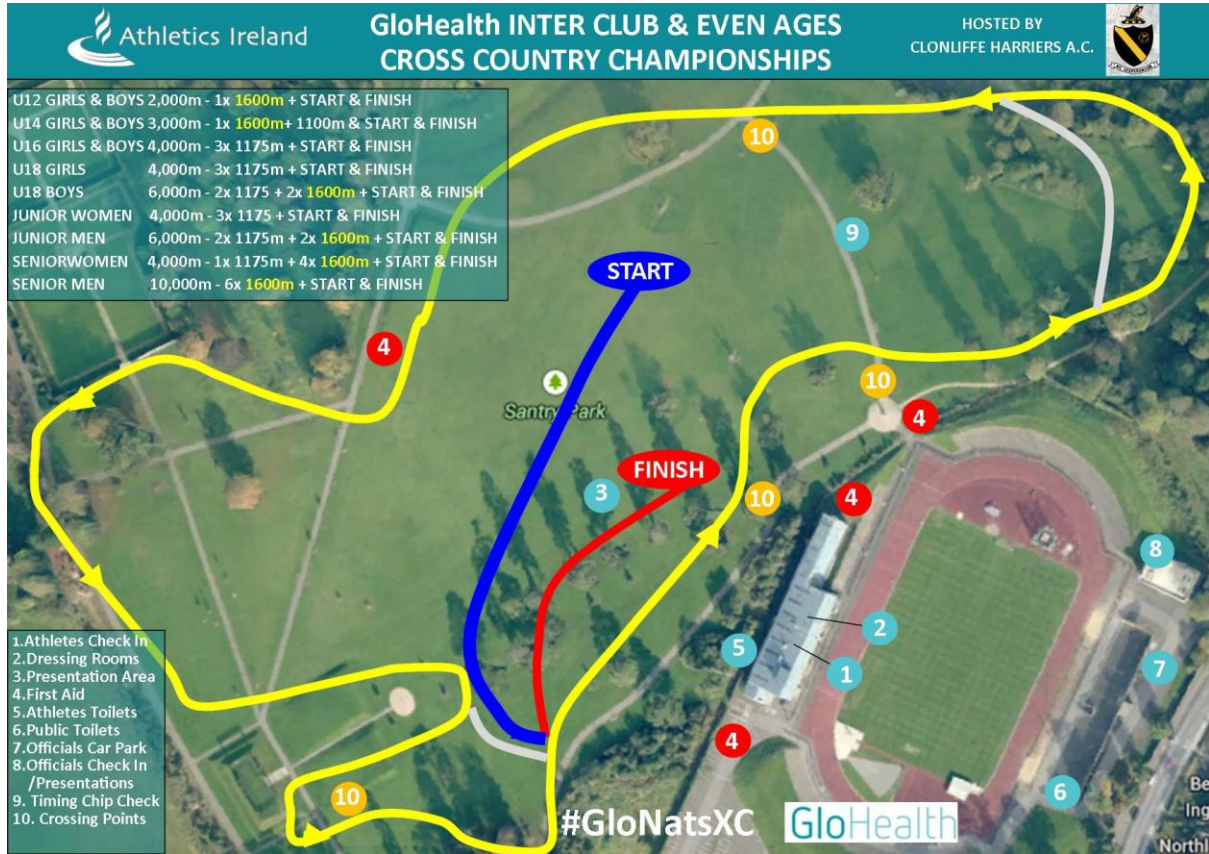 Athletics Ireland
GloHealth INTER CLUB & EVEN AGES
CROSS COUNTRY CHAMPIONSHIPS
HOSTED BY
CLONLIFFE HARRIERS A.C.
U12 GIRLS & BOYS 2,000m - 1x 1600m + START & FINISH
U14 GIRLS & BOYS 3,000m - 1x 1600m+ 1100m & START & FINISH
U16 GIRLS & BOYS 4,000m - 3x 1175m + START & FINISH
U18 GIRLS 4,000m - 3x 1175m + START & FINISH
U18 BOYS 6,000m - 2x 1175 + 2x 1600m + START & FINISH
JUNIOR WOMEN 4,000m - 3x 1175 + START & FINISH
JUNIOR MEN 6,000m - 2x 1175m + 2x 1600m + START & FINISH
SENIORWOMEN 4,000m - 1x 1175m + 4x 1600m + START & FINISH
SENIOR MEN 10,000m - 6x 1600m + START & FINISH
10
9
START
4
Santry Park
10
4
FINISH
3
10
4
8
2
5
1
7
4
6
10
1.Athletes Check In
2.Dressing Rooms
3.Presentation Area
4.First Aid
5.Athletes Toilets
6.Public Toilets
7.Officials Car Park
8.Officials Check In
/Presentations
9. Timing Chip Check
10. Crossing Points
#GloNatsXC
GloHealth
Be
Ing
Northl